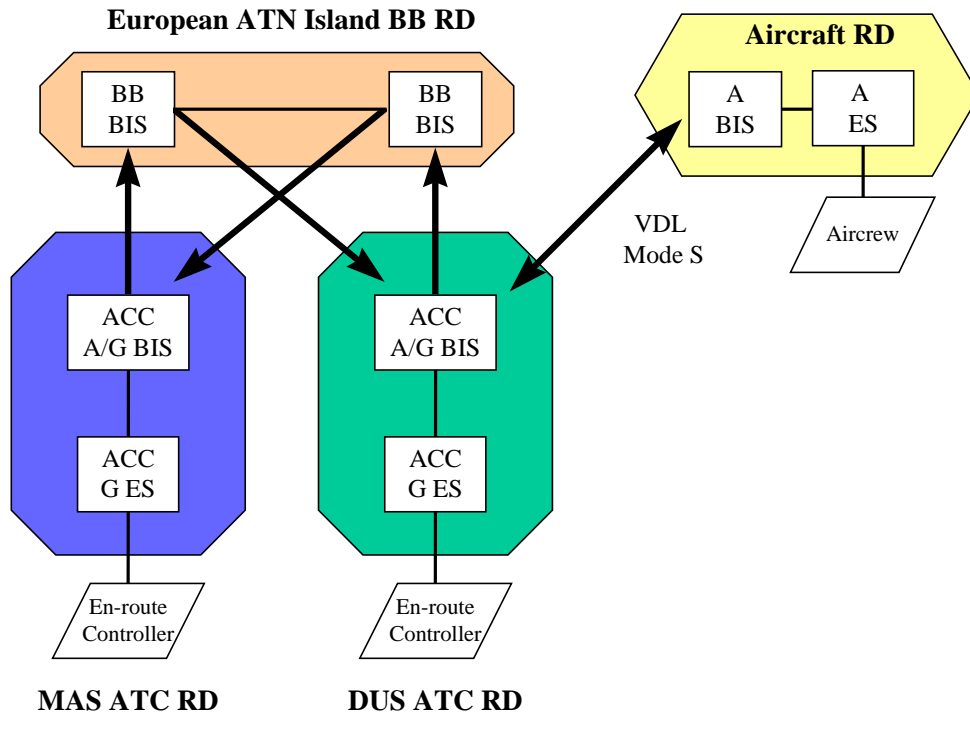 European ATN Island BB RD
Aircraft RD
BB
BIS
BB
BIS
A
BIS
A
ES
VDL
Mode S
Aircrew
ACC
A/G BIS
ACC
A/G BIS
ACC
G ES
ACC
G ES
En-route
Controller
En-route
Controller
MAS ATC RD
DUS ATC RD